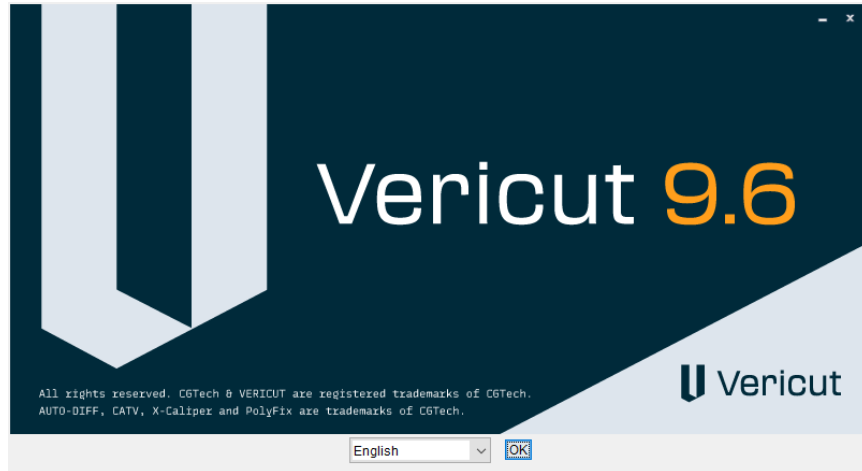 Vericut 9.6
All rights reserved. CGTech & VERICUT are registered trademarks of CGTech.
AUTO-DIFF, CATV, X-Caliper and PolyFix are trademarks of CGTech.
Vericut
English
OK